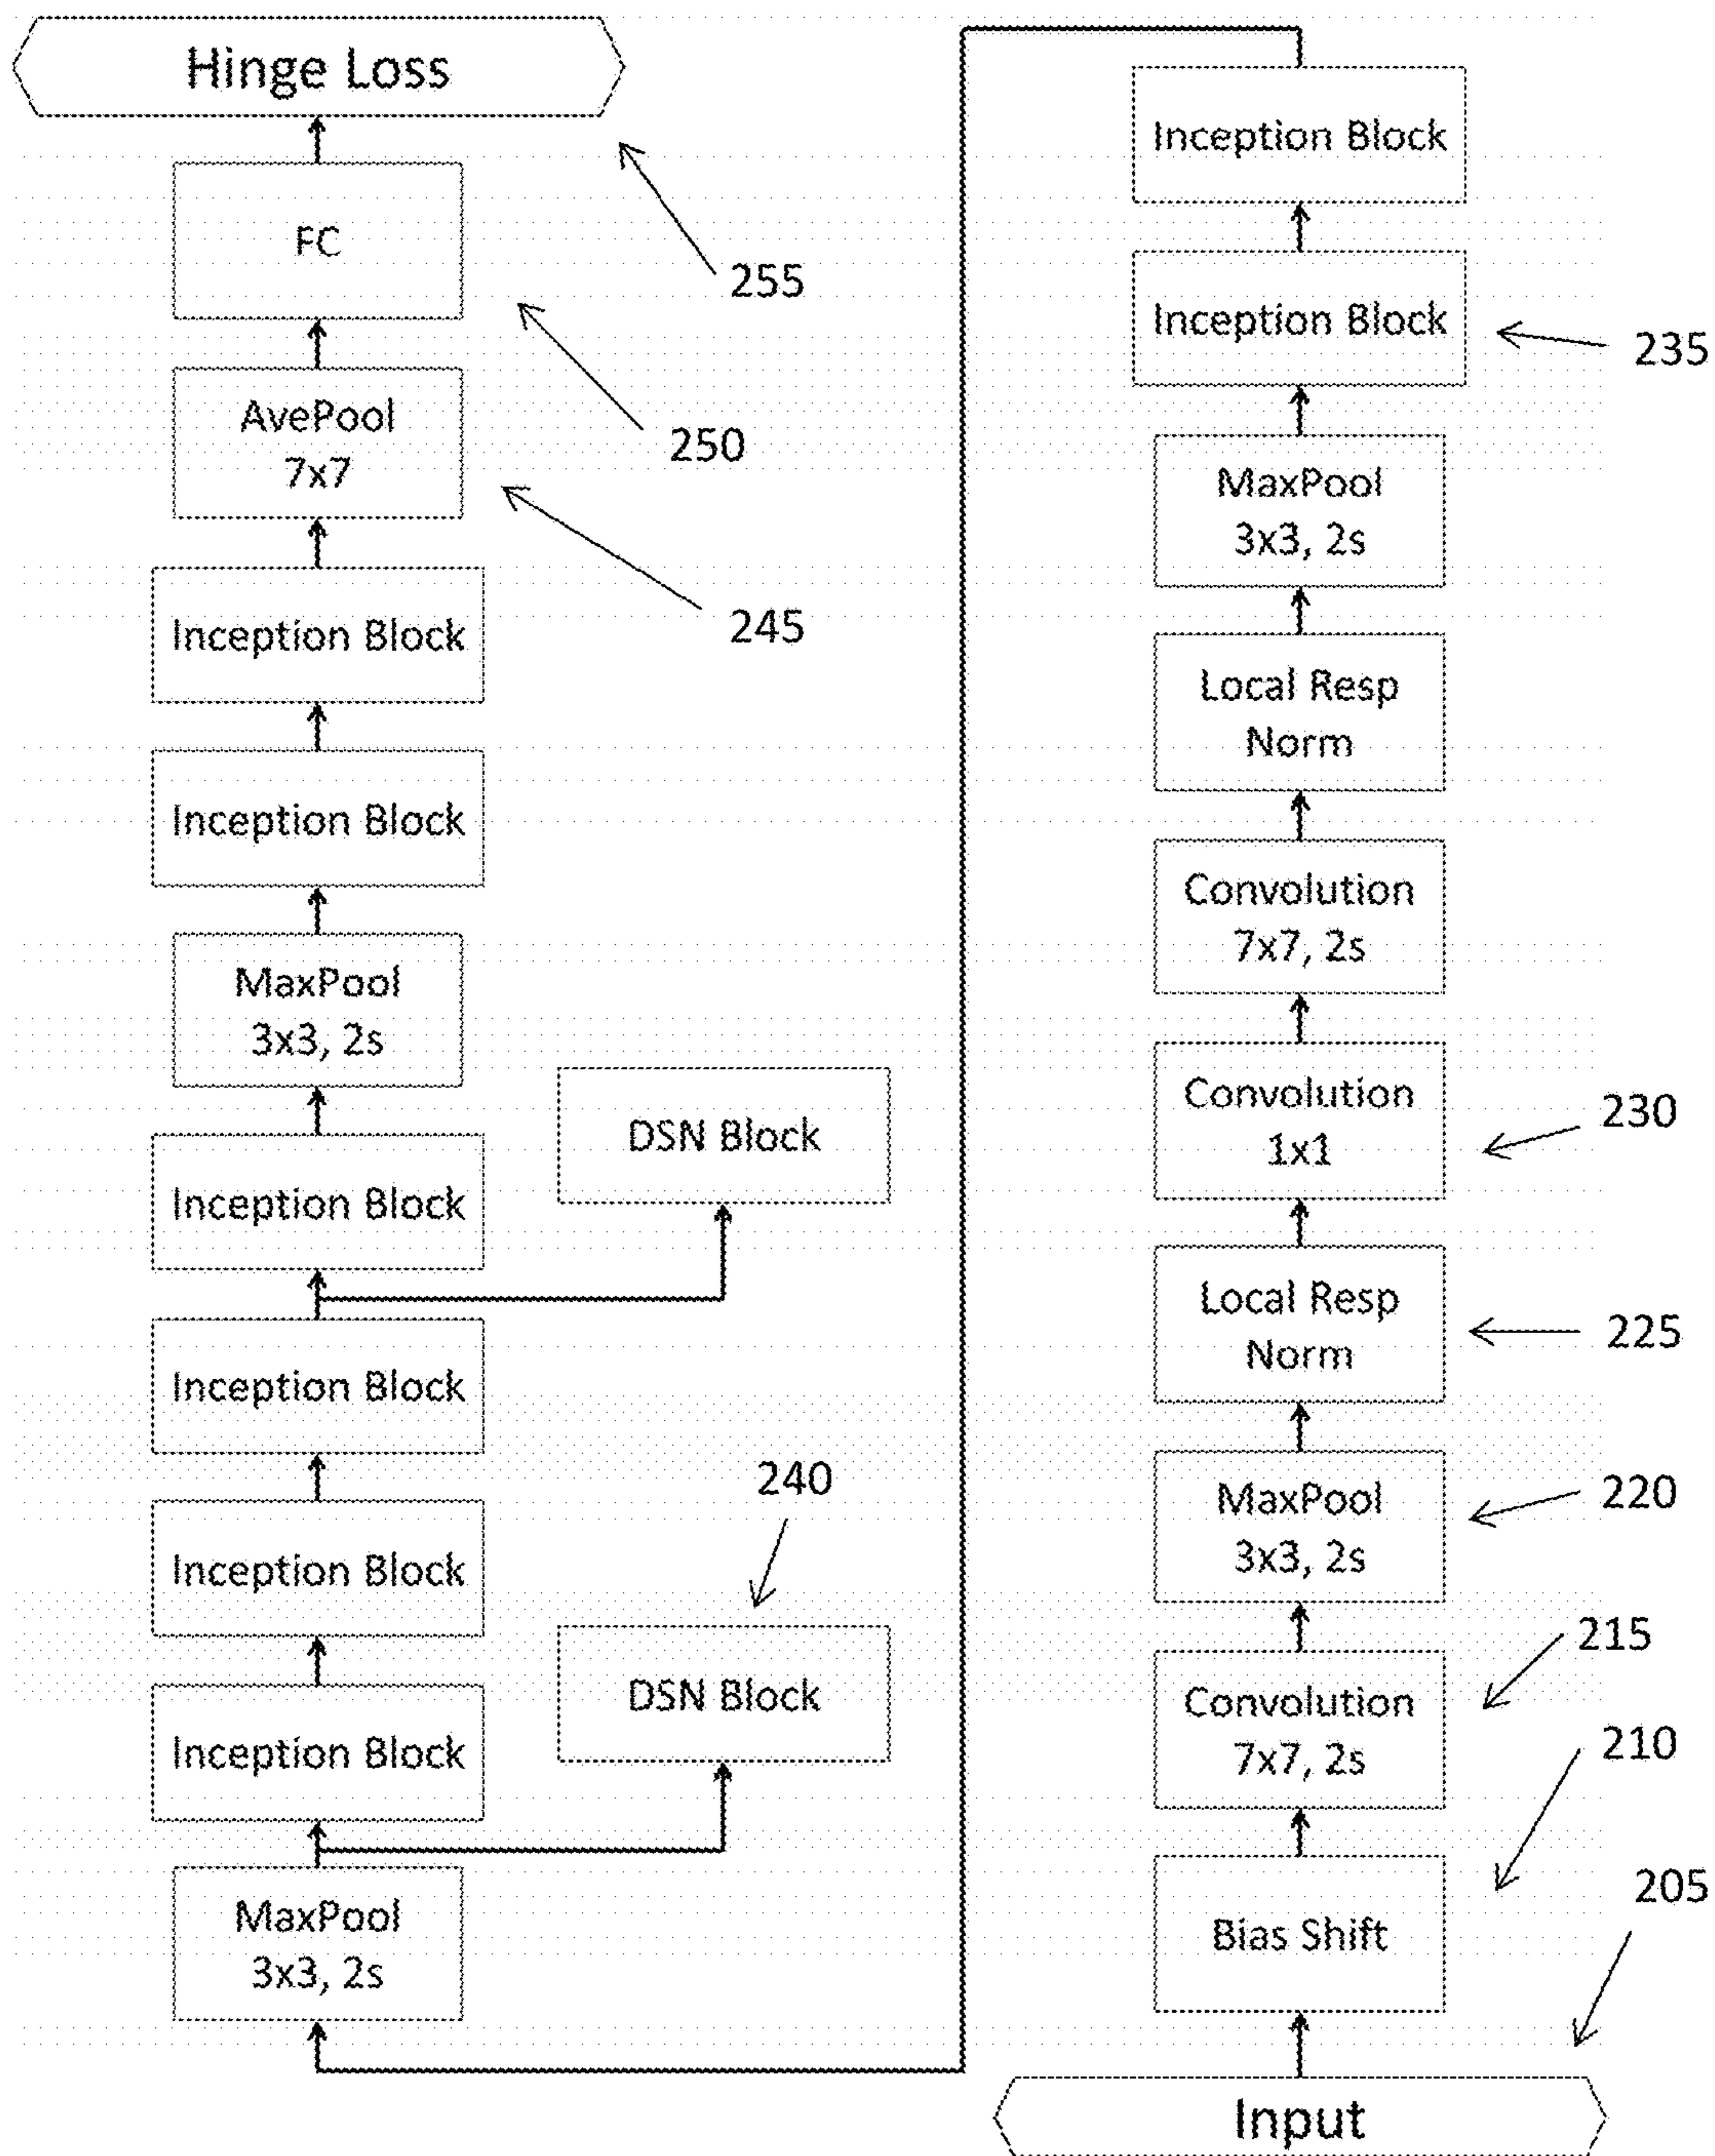 Hinge Loss
FC
255
250
AvePool
7x7
245
Inception Block
Inception Block
MaxPool
3x3, 2s
DSN Block
Inception Block
Inception Block
240
Inception Block
DSN Block
Inception Block
MaxPool
3x3, 2s
Inception Block
Inception Block
235
MaxPool
3x3, 2s
Local Resp
Norm
Convolution
7x7, 2s
Convolution
1x1
230
Local Resp
Norm
225
MaxPool
3x3, 2s
220
215
Convolution
7x7, 2s
210
Bias Shift
205
Input